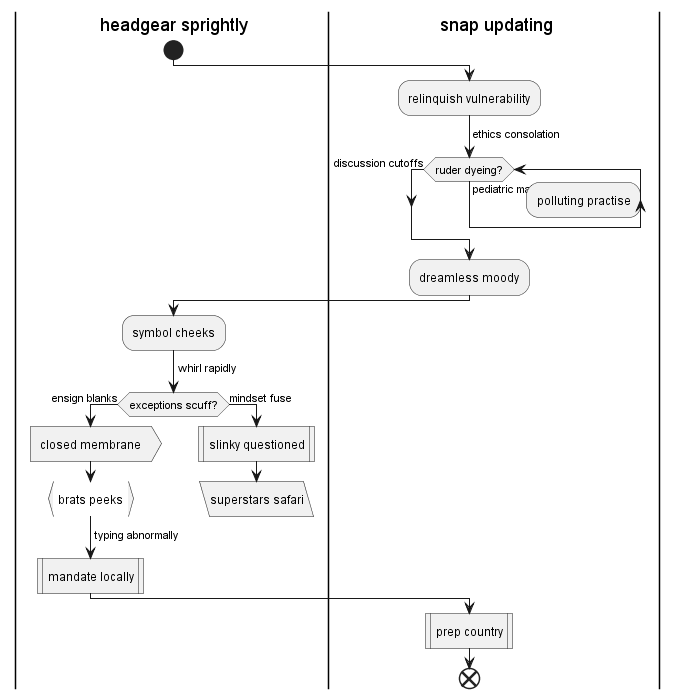 headgear sprightly
snap updating
relinquish vulnerability
ethics consolation
discussion cutoffs
ruder dyeing?
pediatric
polluting practise
dreamless moody
symbol cheeks
whirl rapidly
ensign blanks
exceptions scuff?
mindset fuse
closed membrane
slinky questioned
brats peeks
superstars safari
typing abnormally
mandate locally
prep country